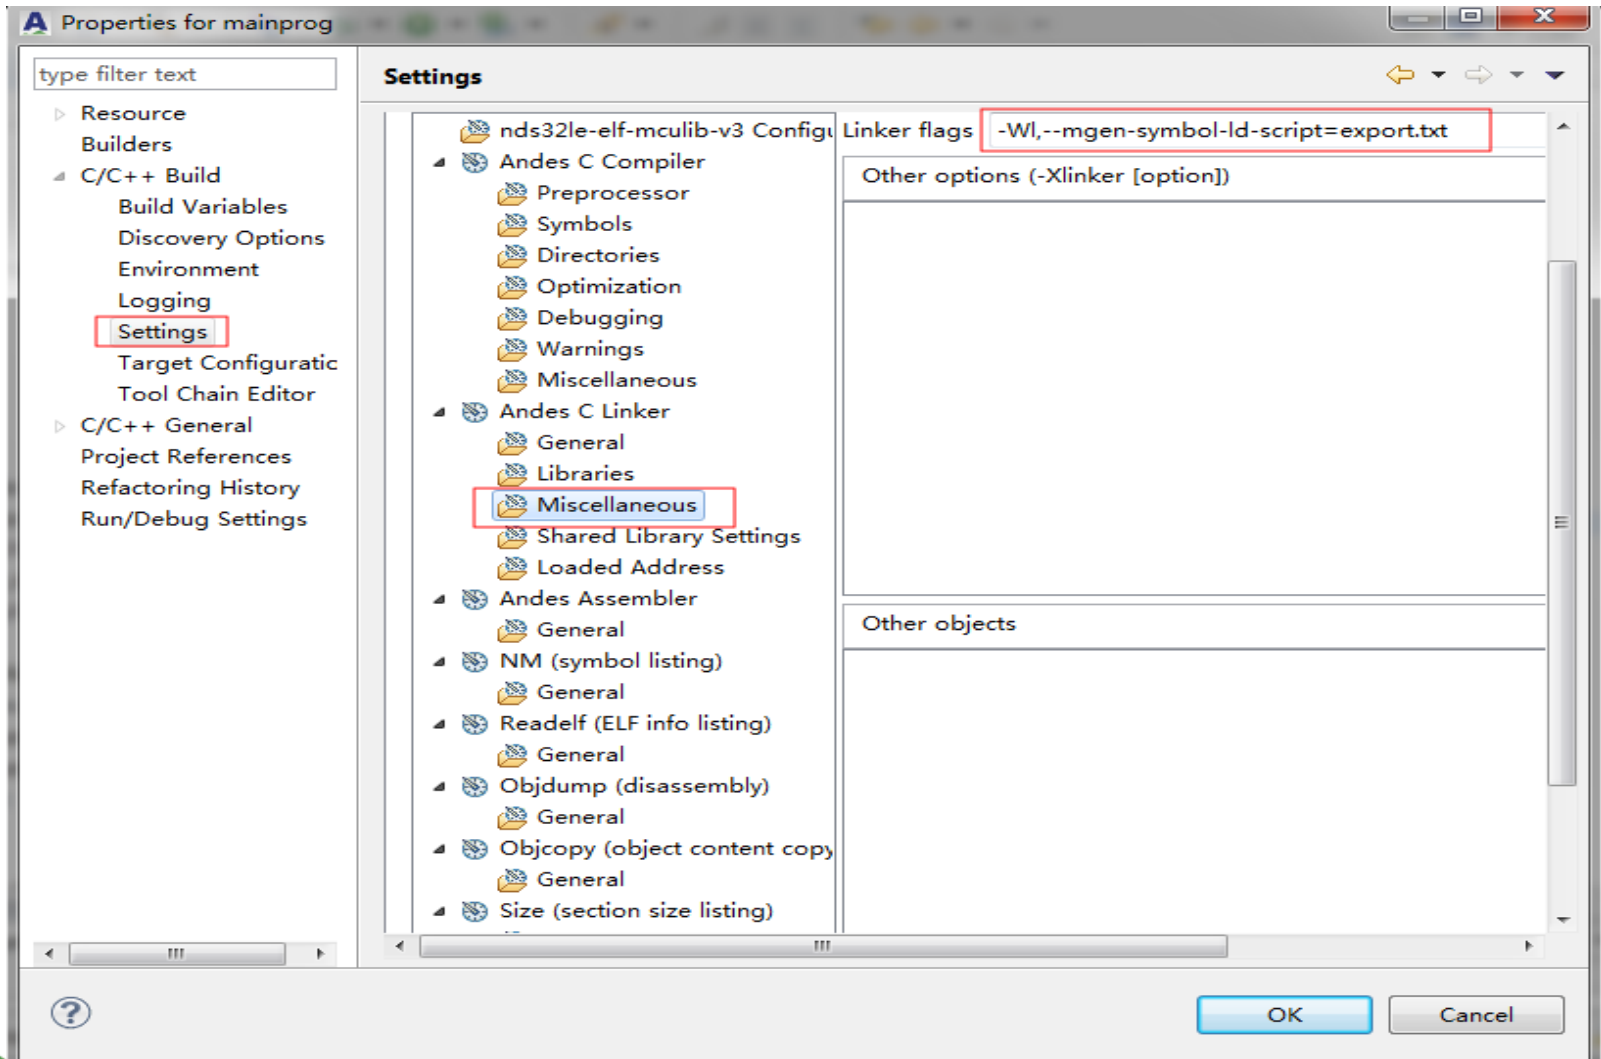 Properties for mainprog
type filter text
Resource
Builders
C/C++ Build
Build Variables
Discovery Options
Environment
Logging
Settings
Target Configuratic
Tool Chain Editor
C/C++ General
Project References
Refactoring History
Run/Debug Settings
Settings
nds32le-elf-mculib-v3 Configu
Andes C Compiler
Preprocessor
Symbols
Directories
Optimization
Debugging
Warnings
Miscellaneous
Andes C Linker
General
Libraries
Miscellaneous
Shared Library Settings
Loaded Address
Andes Assembler
General
NM (symbol listing)
General
Readelf (ELF info listing)
General
Objdump (disassembly)
General
Objcopy (object content copy
General
Size (section size listing)
Linker flags -Wl,--mgen-symbol-ld-script=export.txt
Other options (-Xlinker [option])
Other objects
OK Cancel